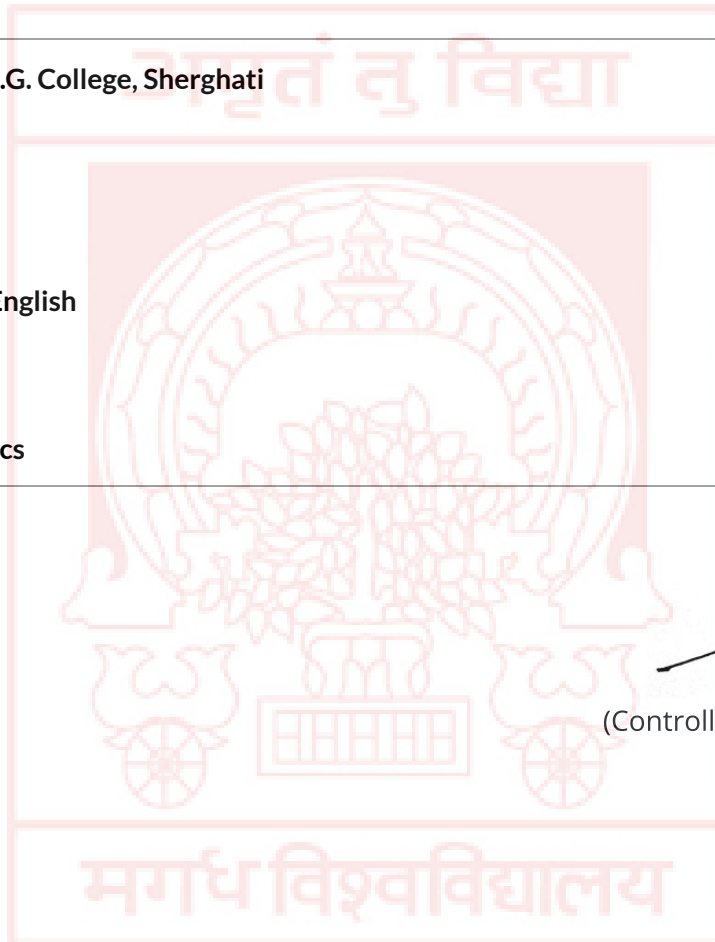 अमृतं तु विद्या
.G. College, Sherghati
English
cs
(Controll
मगध विश्वविद्यालय